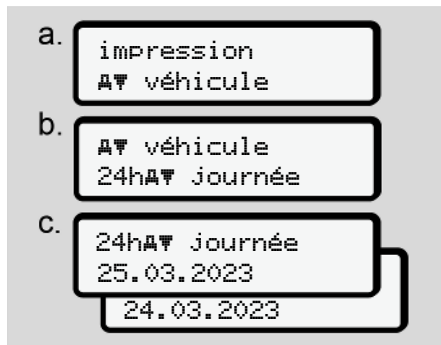 a.
impression
véhicule
b.
véhicule
24h journée
c.
24h journée
25.03.2023
24.03.2023